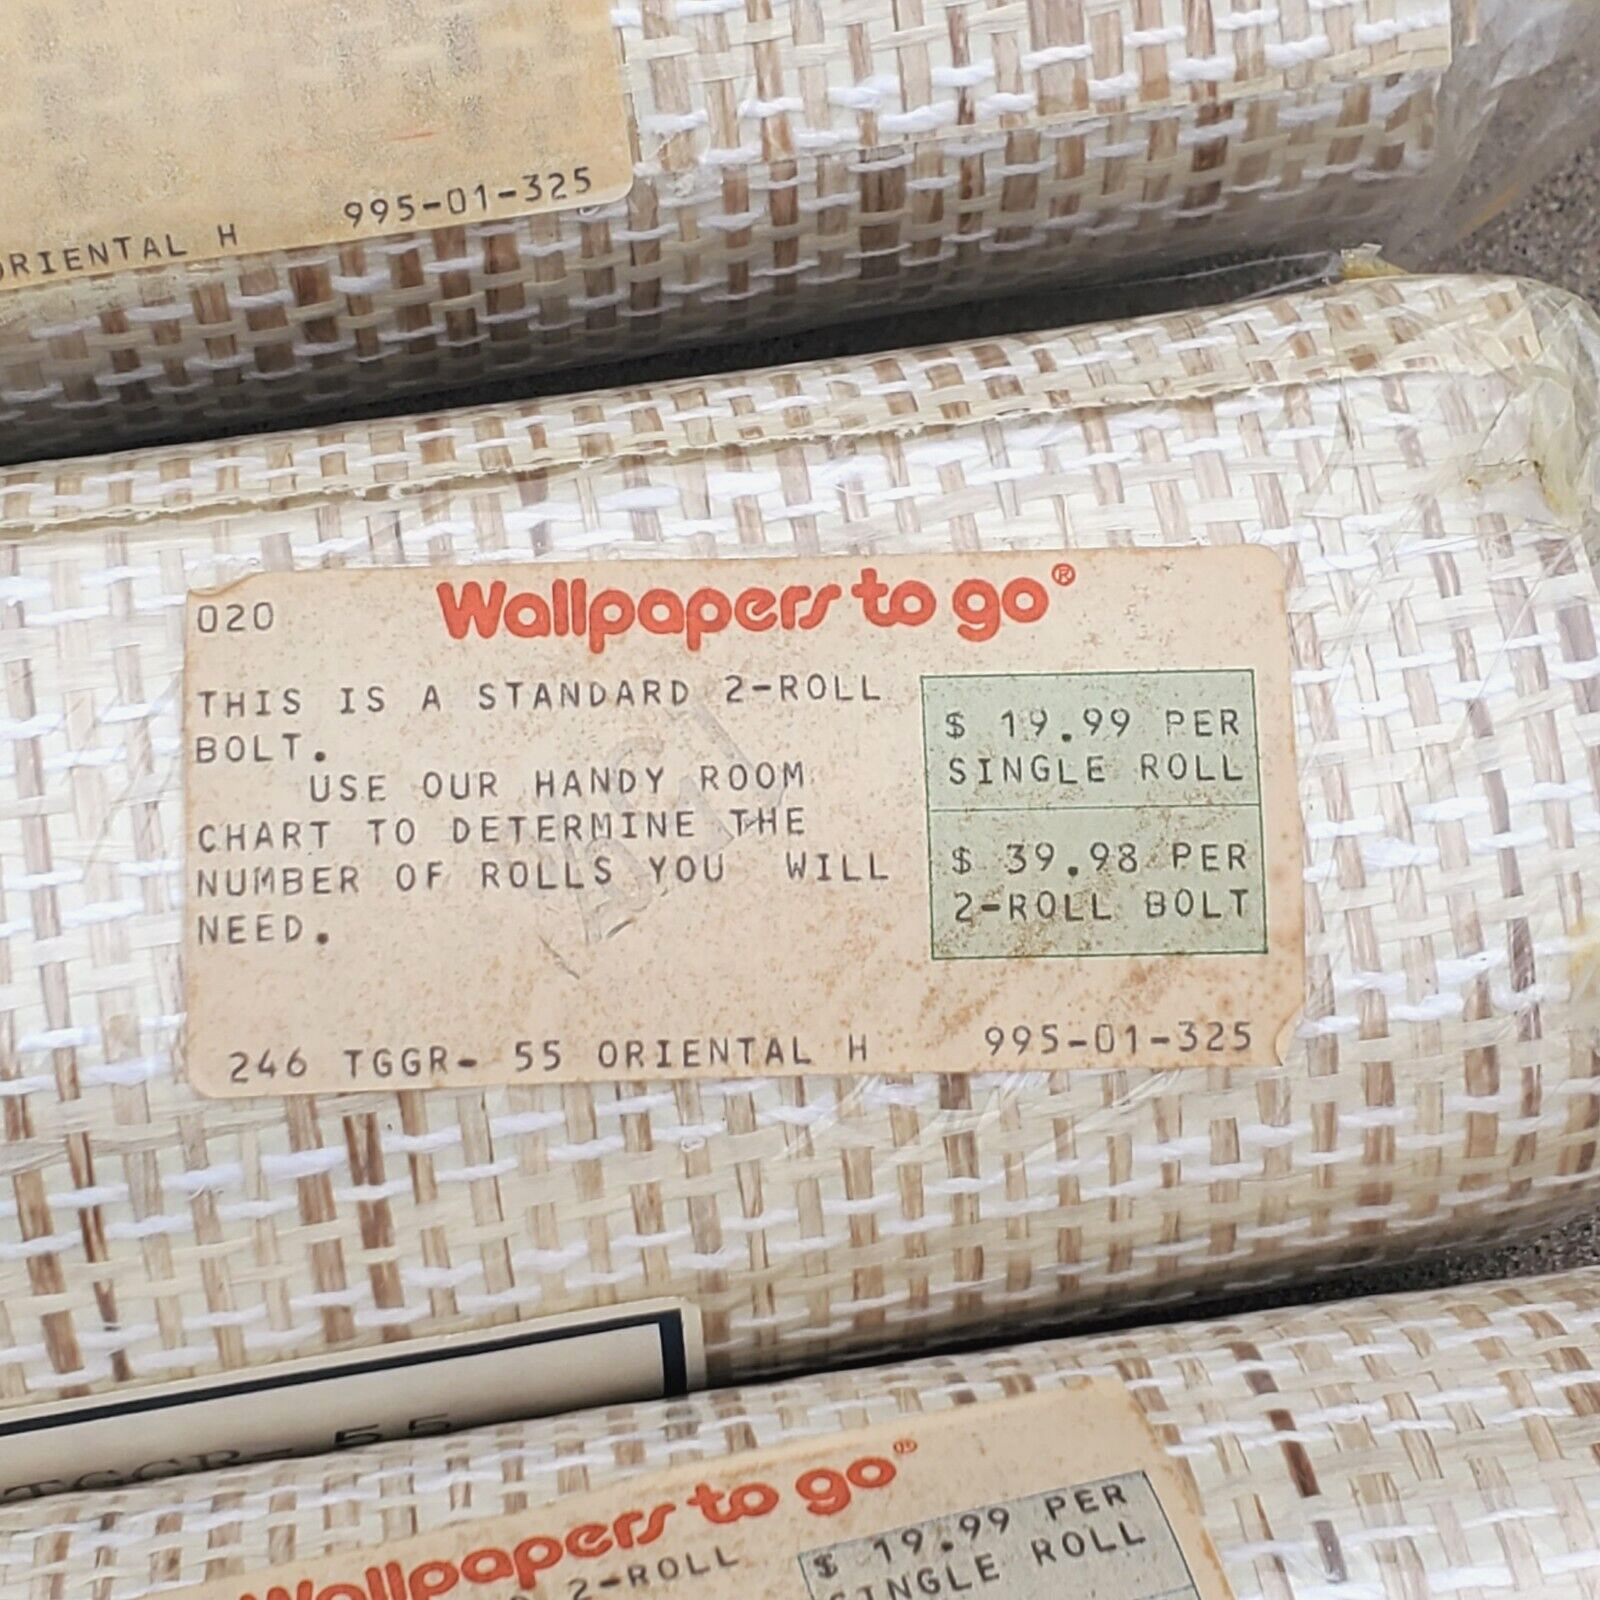 ORIENTAL H 995-01-325
020
Wallpapers to go®
THIS IS A STANDARD 2-ROLL
BOLT.
USE OUR HANDY ROOM
CHART TO DETERMINE THE
NUMBER OF ROLLS YOU WILL
NEED.
$ 19.99 PER
SINGLE ROLL
$ 39.98 PER
2-ROLL BOLT
246 TGGR- 55 ORIENTAL H 995-01-325
TGGR- 55
Wallpapers to go®
2-ROLL
$ 19.99 PER
SINGLE ROLL